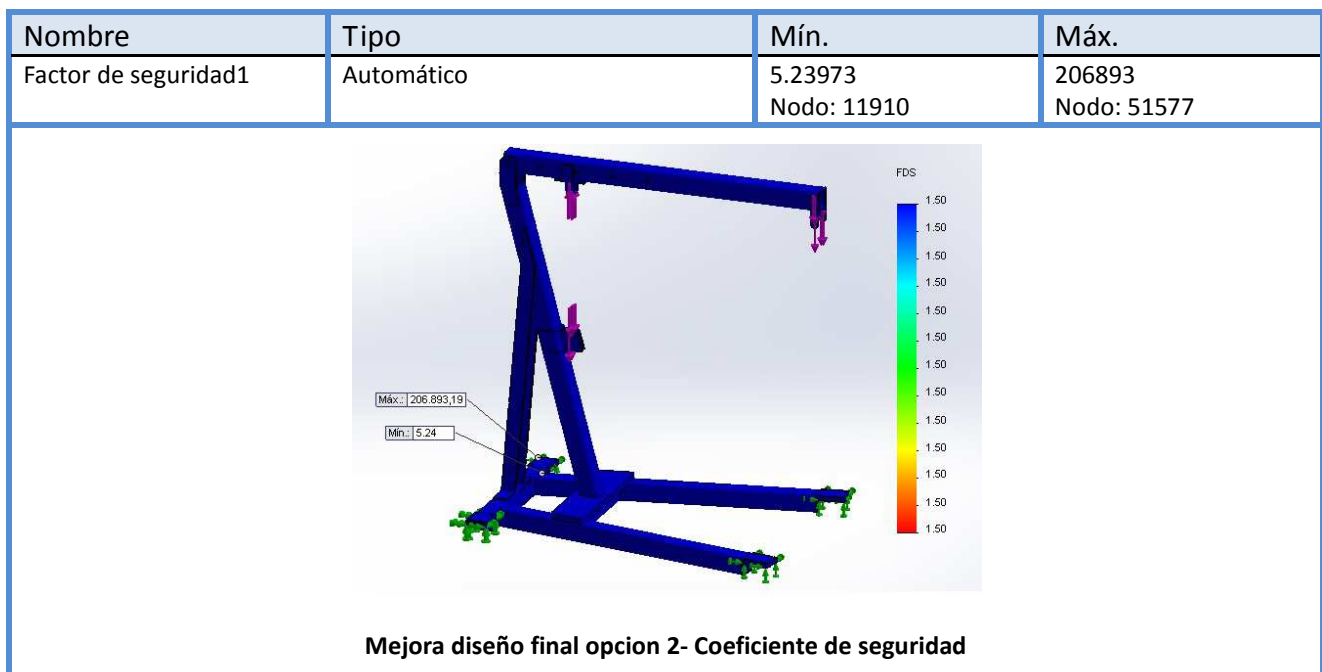 Nombre Tipo Mín. Máx.
Factor de seguridad1 Automático 5.23973 206893
Nodo: 11910 Nodo: 51577
FDS
1.50
1.50
1.50
1.50
1.50
1.50
1.50
1.50
1.50
1.50
1.50
1.50
1.50
Máx.: 206.893,19
Mín.: 5.24
Mejora diseño final opcion 2- Coeficiente de seguridad